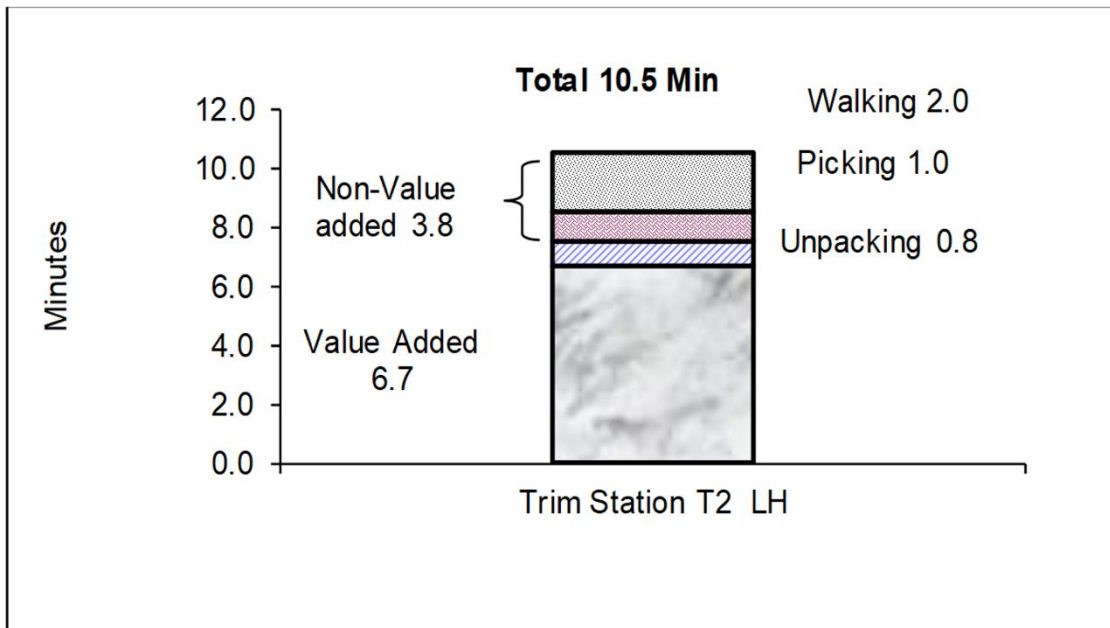 Total 10.5 Min
12.0
10.0
8.0
6.0
4.0
2.0
0.0
Minutes
Non-Value
added 3.8
Value Added
6.7
Walking 2.0
Picking 1.0
Unpacking 0.8
Trim Station T2 LH